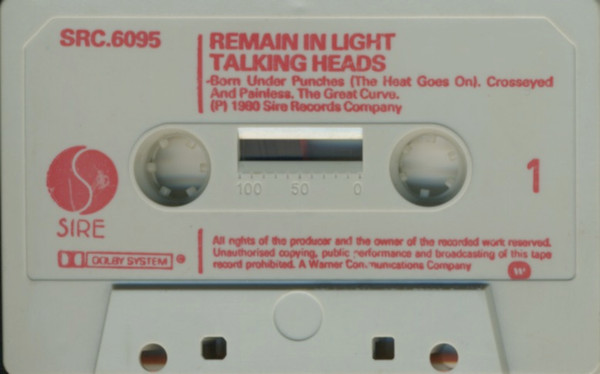 SRC.6095
REMAIN IN LIGHT
TALKING HEADS
-Born Under Punches (The Heat Goes On). Crosseyed
And Painless. The Great Curve.
(P) 1980 Sire Records Company
100 50 0
1
S
SIRE
DOLBY SYSTEM ®
All rights of the producer and the owner of the recorded work reserved.
Unauthorised copying, public performance and broadcasting of this tape
record prohibited. A Warner Communications Company
W